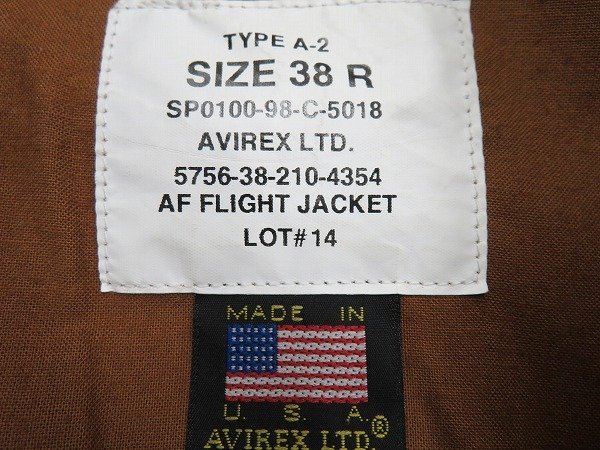 TYPE A-2
SIZE 38 R
SP0100-98-C-5018
AVIREX LTD.
5756-38-210-4354
AF FLIGHT JACKET
LOT# 14
MADE IN
U. S. A.
AVIREX LTD.®